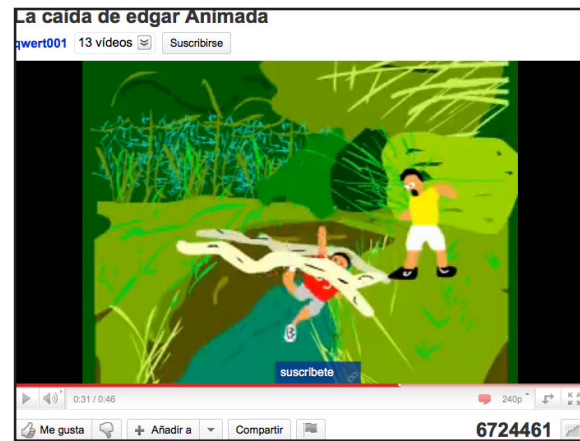 La caida de edgar Animada
qwert001 13 vídeos Suscribirse
suscribete
0:31 / 0:46 240p
Me gusta Añadir a Compartir 6724461